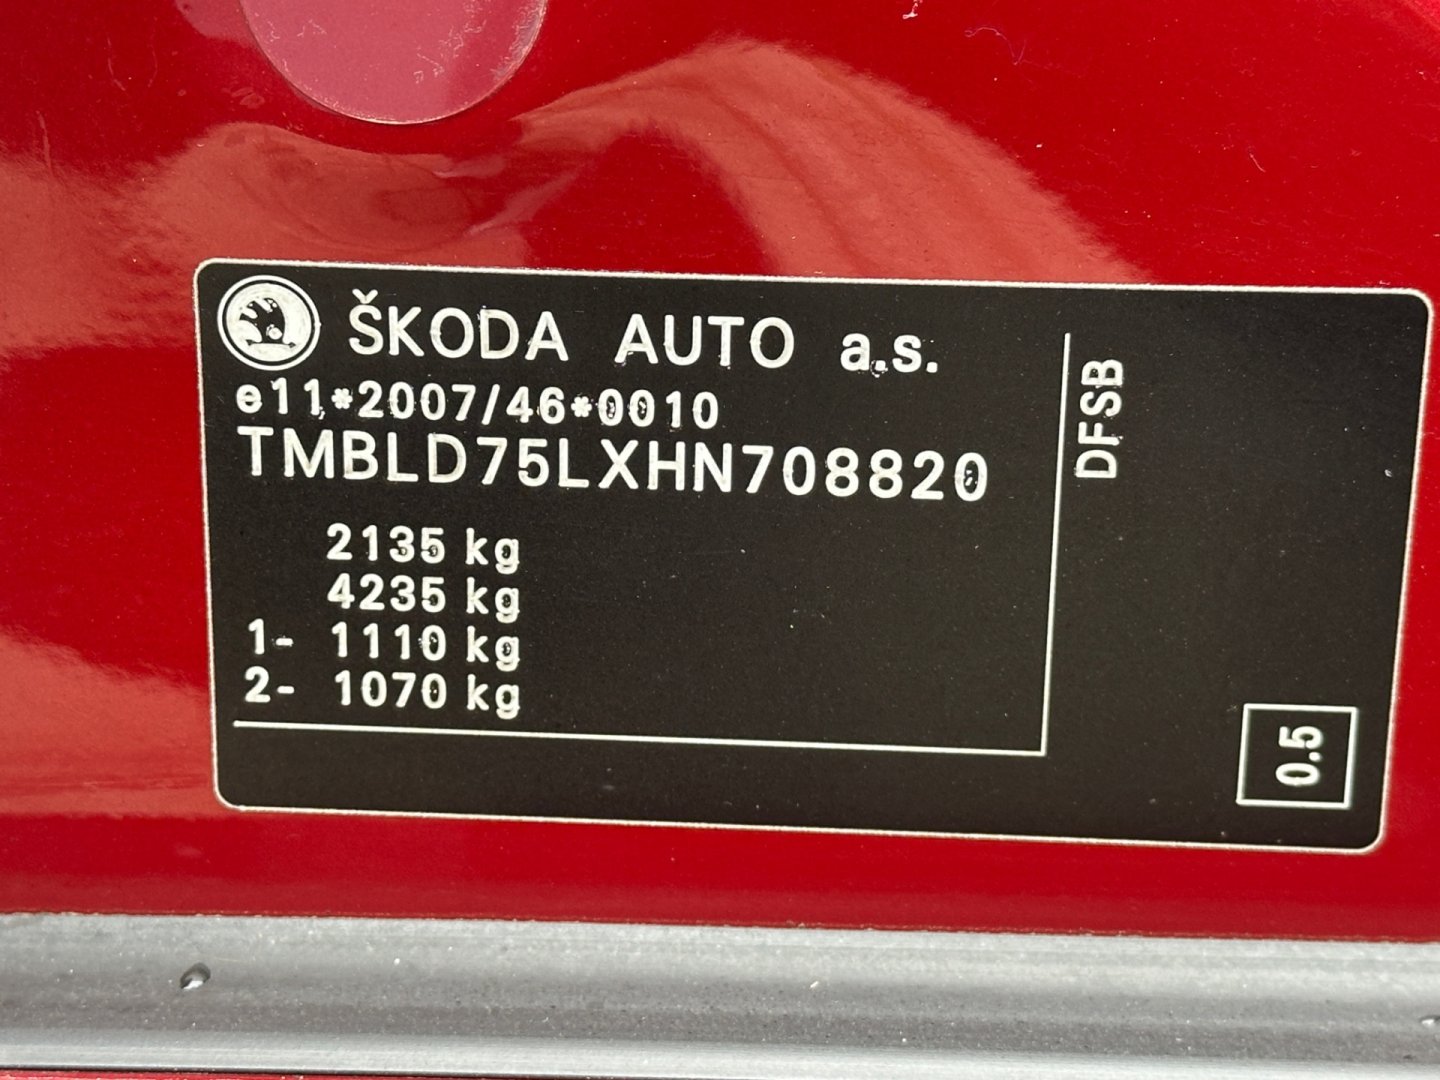 ŠKODA AUTO a.s.
e11*2007/46*0010
TMBLD75LXHN708820
2135 kg
4235 kg
1- 1110 kg
2- 1070 kg
DFSB
0.5